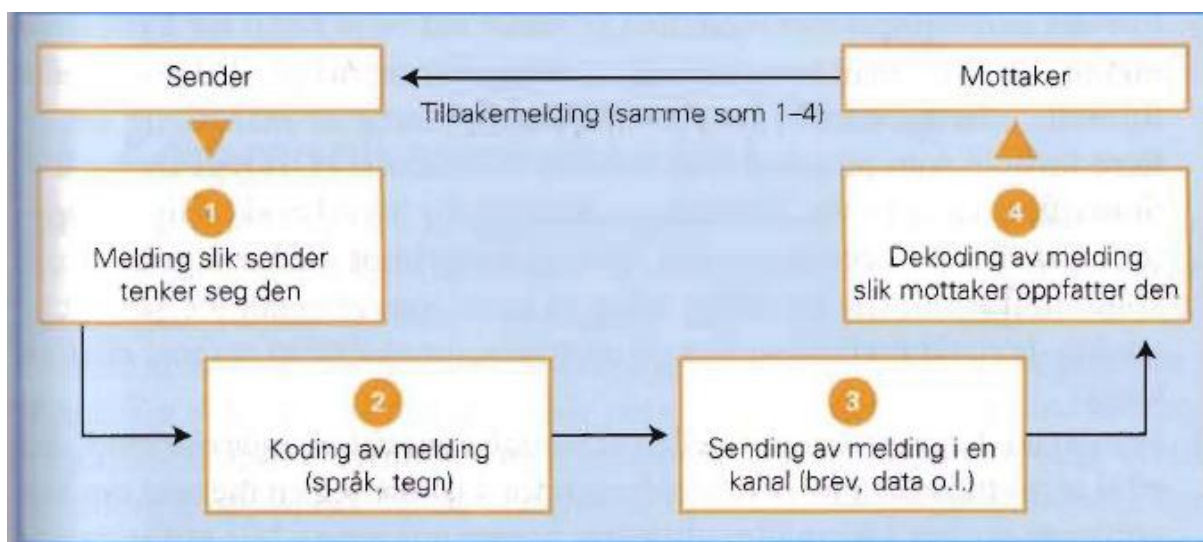 Sender
Mottaker
Tilbakemelding (samme som 1–4)
1
Melding slik sender
tenker seg den
4
Dekoding av melding
slik mottaker oppfatter den
2
Koding av melding
(språk, tegn)
3
Sending av melding i en
kanal (brev, data o.l.)